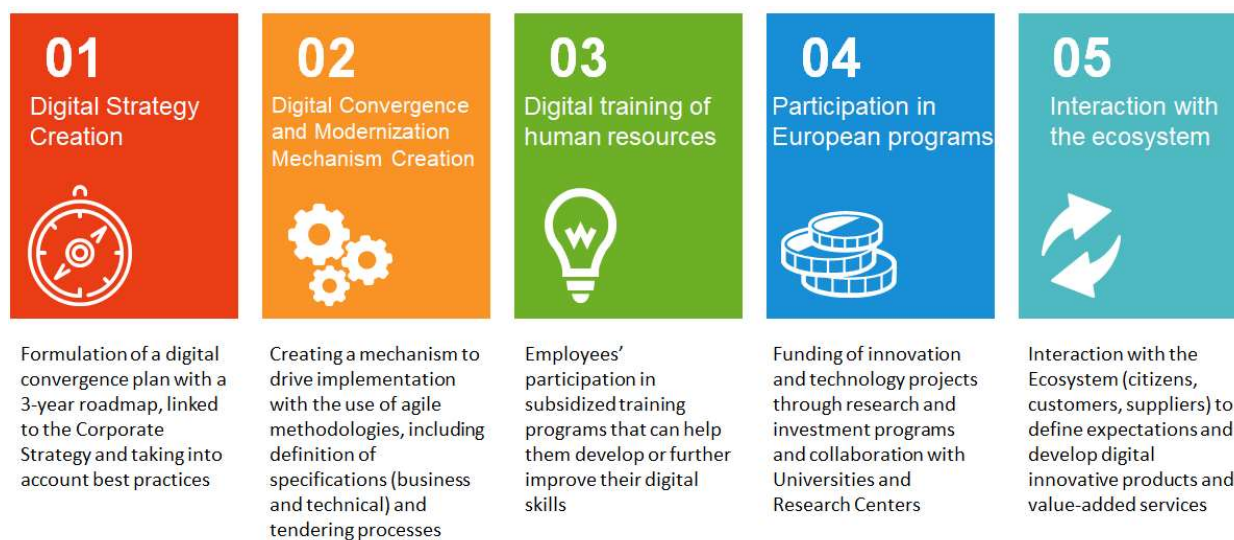 01
Digital Strategy
Creation
Formulation of a digital
convergence plan with a
3-year roadmap, linked
to the Corporate
Strategy and taking into
account best practices
02
Digital Convergence
and Modernization
Mechanism Creation
Creating a mechanism to
drive implementation
with the use of agile
methodologies, including
definition of
specifications (business
and technical) and
tendering processes
03
Digital training of
human resources
Employees’
participation in
subsidized training
programs that can help
them develop or further
improve their digital
skills
04
Participation in
European programs
Funding of innovation
and technology projects
through research and
investment programs
and collaboration with
Universities and
Research Centers
05
Interaction with
the ecosystem
Interaction with the
Ecosystem (citizens,
customers, suppliers) to
define expectations and
develop digital
innovative products and
value-added services